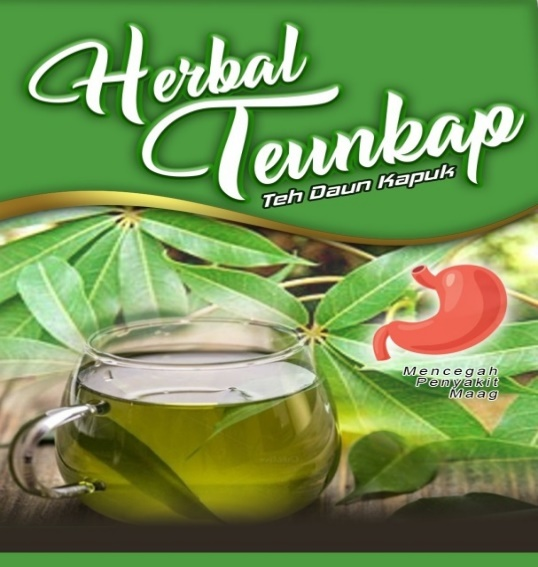 Herbal
Teunkap
Teh Daun Kapuk
Mencegah
Penyakit
Maag